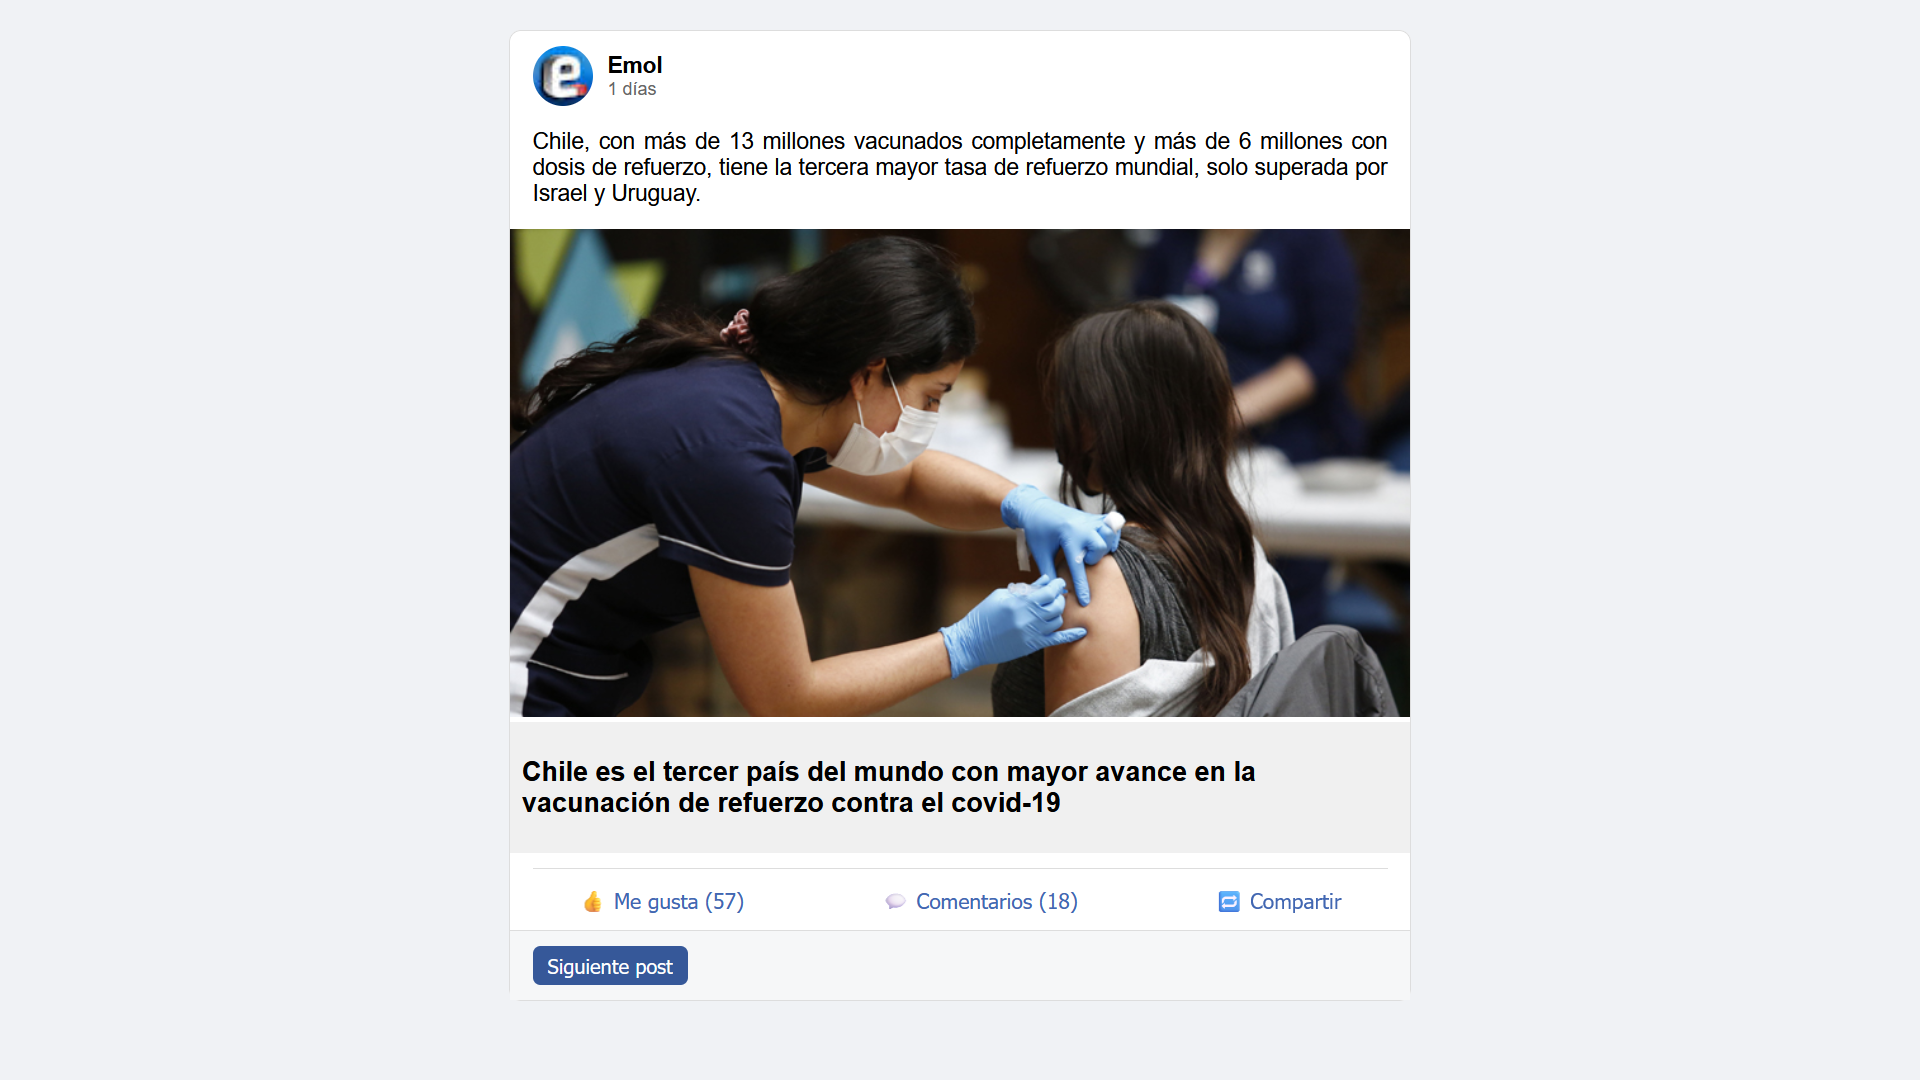 e
Emol
1 días
Chile, con más de 13 millones vacunados completamente y más de 6 millones con
dosis de refuerzo, tiene la tercera mayor tasa de refuerzo mundial, solo superada por
Israel y Uruguay.
Chile es el tercer país del mundo con mayor avance en la
vacunación de refuerzo contra el covid-19
Me gusta (57) Comentarios (18) Compartir
Siguiente post